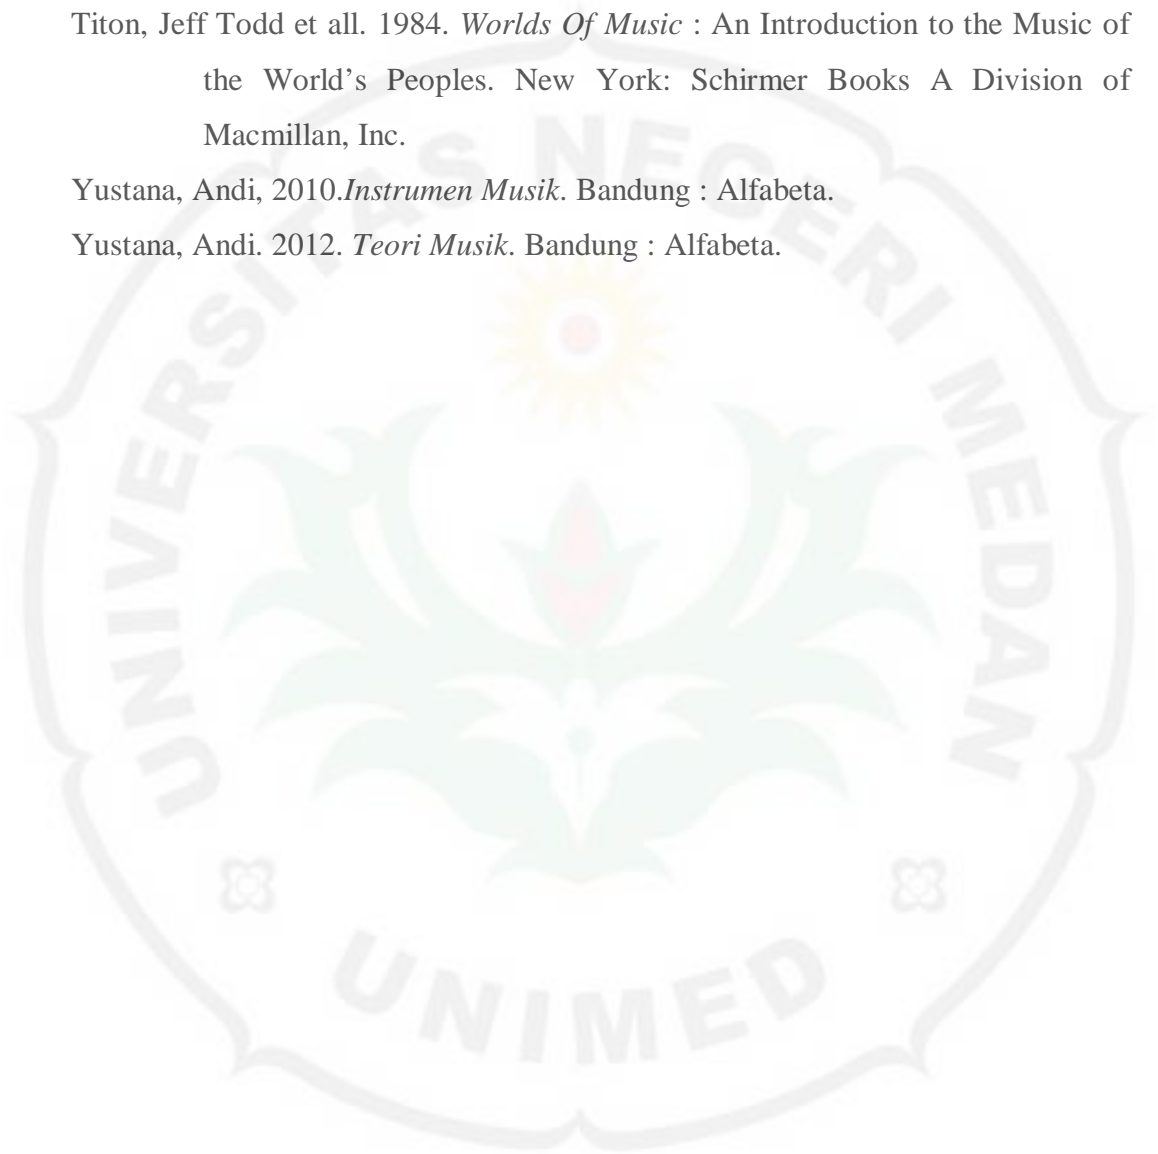 Titon, Jeff Todd et all. 1984. Worlds Of Music : An Introduction to the Music of
the World’s Peoples. New York: Schirmer Books A Division of
Macmillan, Inc.
Yustana, Andi, 2010.Instrumen Musik. Bandung : Alfabeta.
Yustana, Andi. 2012. Teori Musik. Bandung : Alfabeta.
UNIVERSITAS NEGERI MEDAN
UNIMED